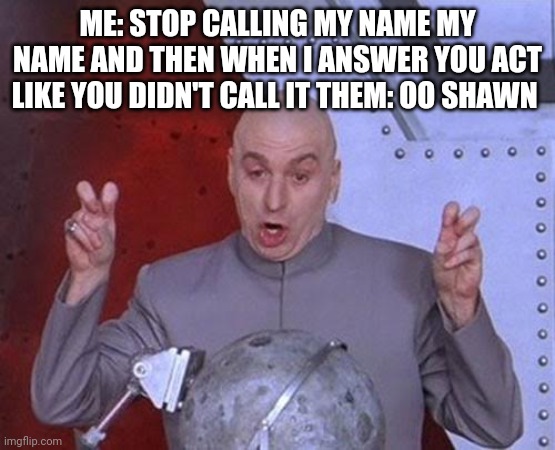 ME: STOP CALLING MY NAME MY
NAME AND THEN WHEN I ANSWER YOU ACT
LIKE YOU DIDN'T CALL IT THEM: OO SHAWN
imgflip.com